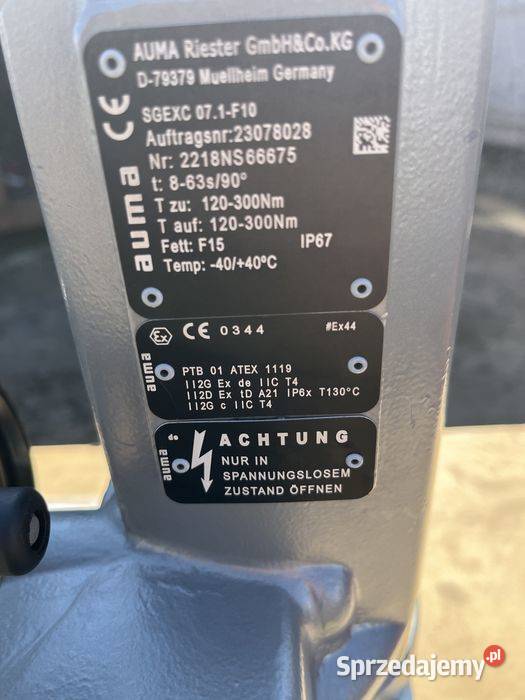 AUMA Riester GmbH&Co.KG
D-79379 Muellheim Germany
CE
SGEXC 07.1-F10
Auftragsnr:23078028
Nr: 2218NS66675
t: 8-63s/90°
T zu: 120-300Nm
T auf: 120-300Nm
Fett: F15 IP67
Temp: -40/+40°C
auma
Ex CE 0344 #Ex44
PTB 01 ATEX 1119
II2G Ex de IIC T4
II2D Ex tD A21 IP6x T130°C
II2G c IIC T4
auma
ACHTUNG
NUR IN
SPANNUNGSLOSEM
ZUSTAND ÖFFNEN
auma
Sprzedajemy.pl